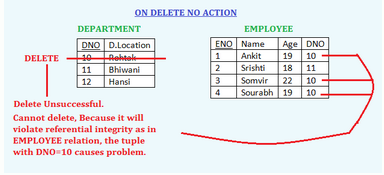 ON DELETE NO ACTION
DEPARTMENT
DNO D.Location
10 Rohtak
11 Bhiwani
12 Hansi
DELETE
EMPLOYEE
ENO Name Age DNO
1 Ankit 19 10
2 Srishti 18 11
3 Somvir 22 10
4 Sourabh 19 10
Delete Unsuccessful.
Cannot delete, Because it will
violate referential integrity as in
EMPLOYEE relation, the tuple
with DNO=10 causes problem.